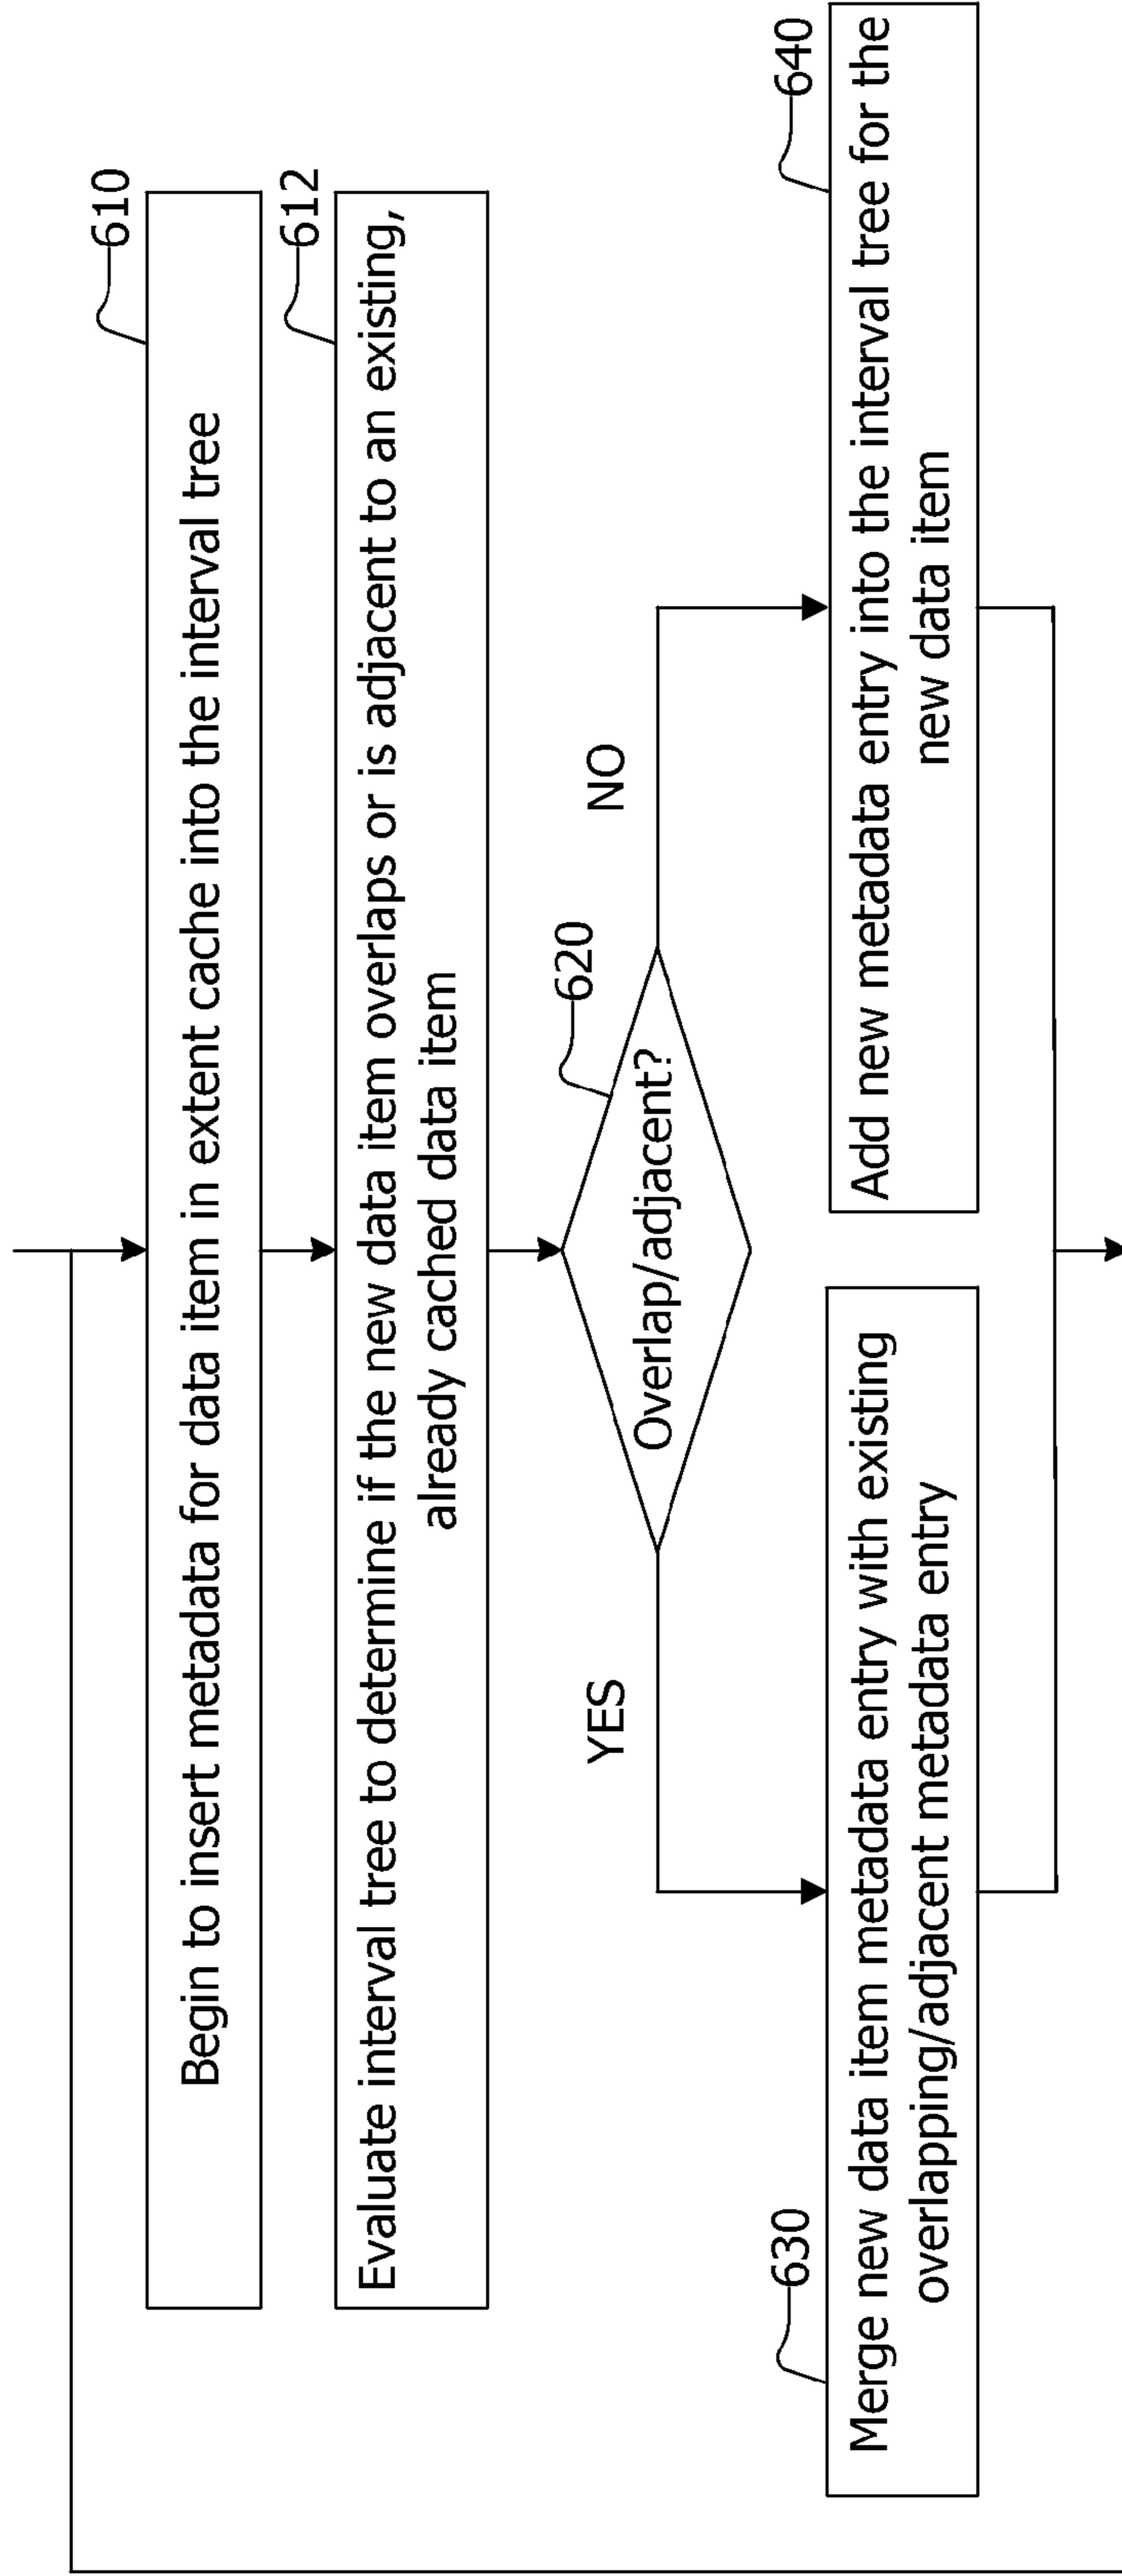 610
Begin to insert metadata for data item in extent cache into the interval tree
612
Evaluate interval tree to determine if the new data item overlaps or is adjacent to an existing,
already cached data item
620
Overlap/adjacent?
YES
NO
630
Merge new data item metadata entry with existing
overlapping/adjacent metadata entry
640
Add new metadata entry into the interval tree for the
new data item